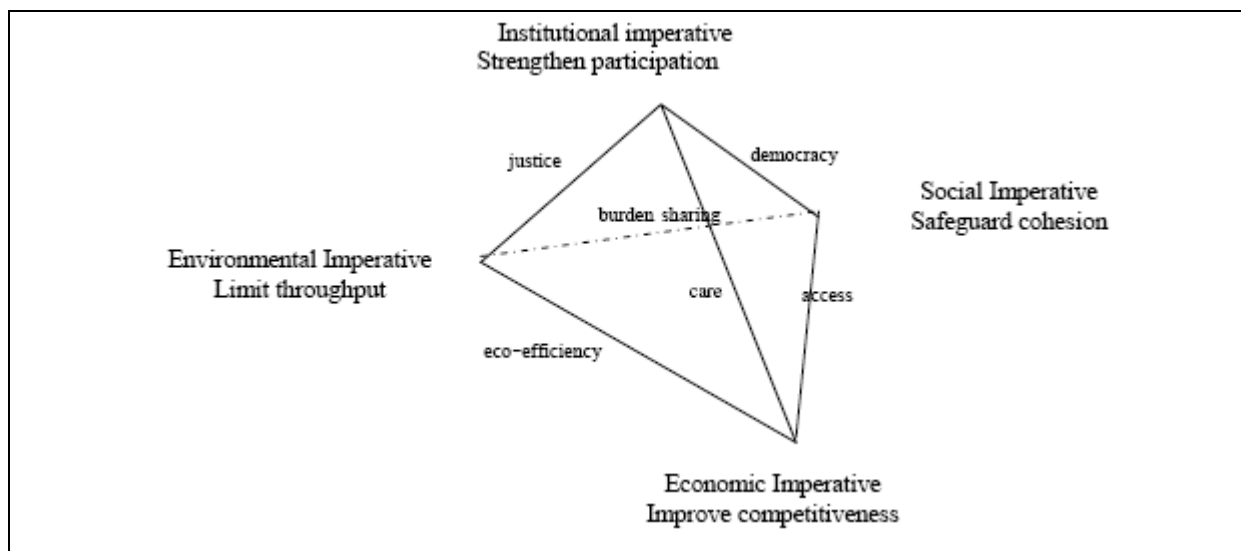 Institutional imperative
Strengthen participation
justice
democracy
Social Imperative
Safeguard cohesion
burden sharing
Environmental Imperative
Limit throughput
care
access
eco-efficiency
Economic Imperative
Improve competitiveness